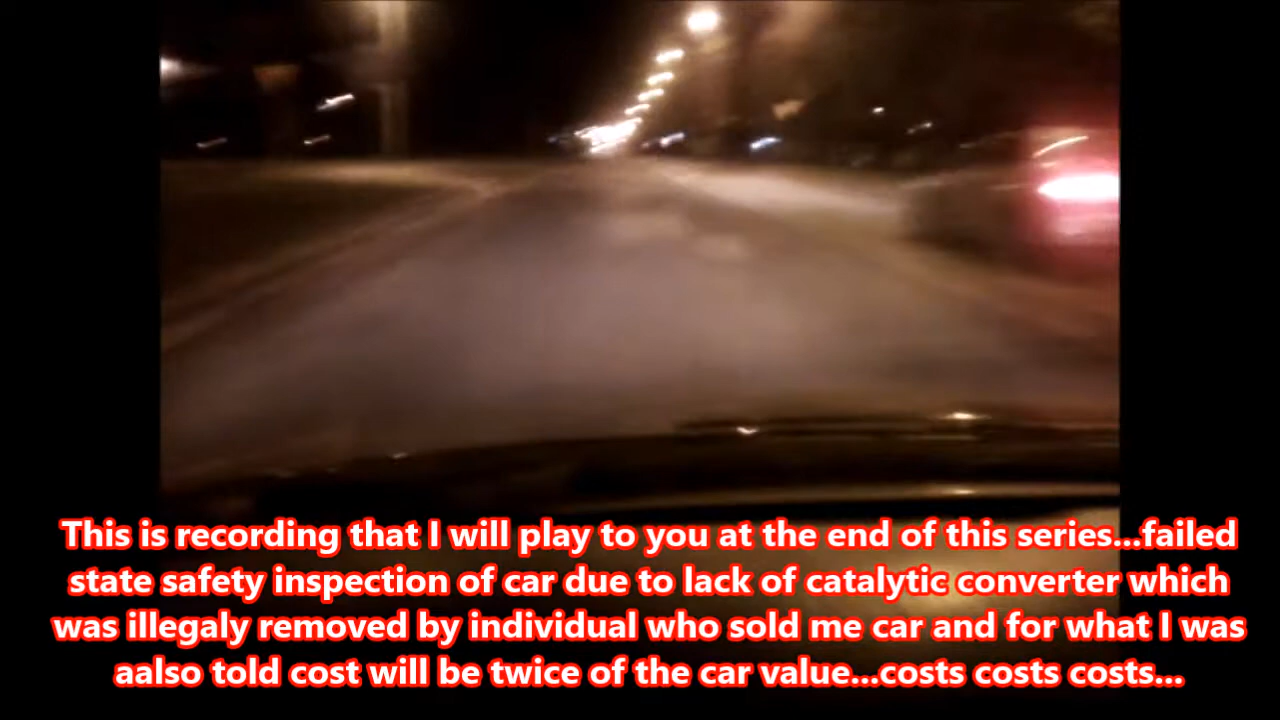 This is recording that I will play to you at the end of this series...failed
state safety inspection of car due to lack of catalytic converter which
was illegaly removed by individual who sold me car and for what I was
aalso told cost will be twice of the car value...costs costs costs...